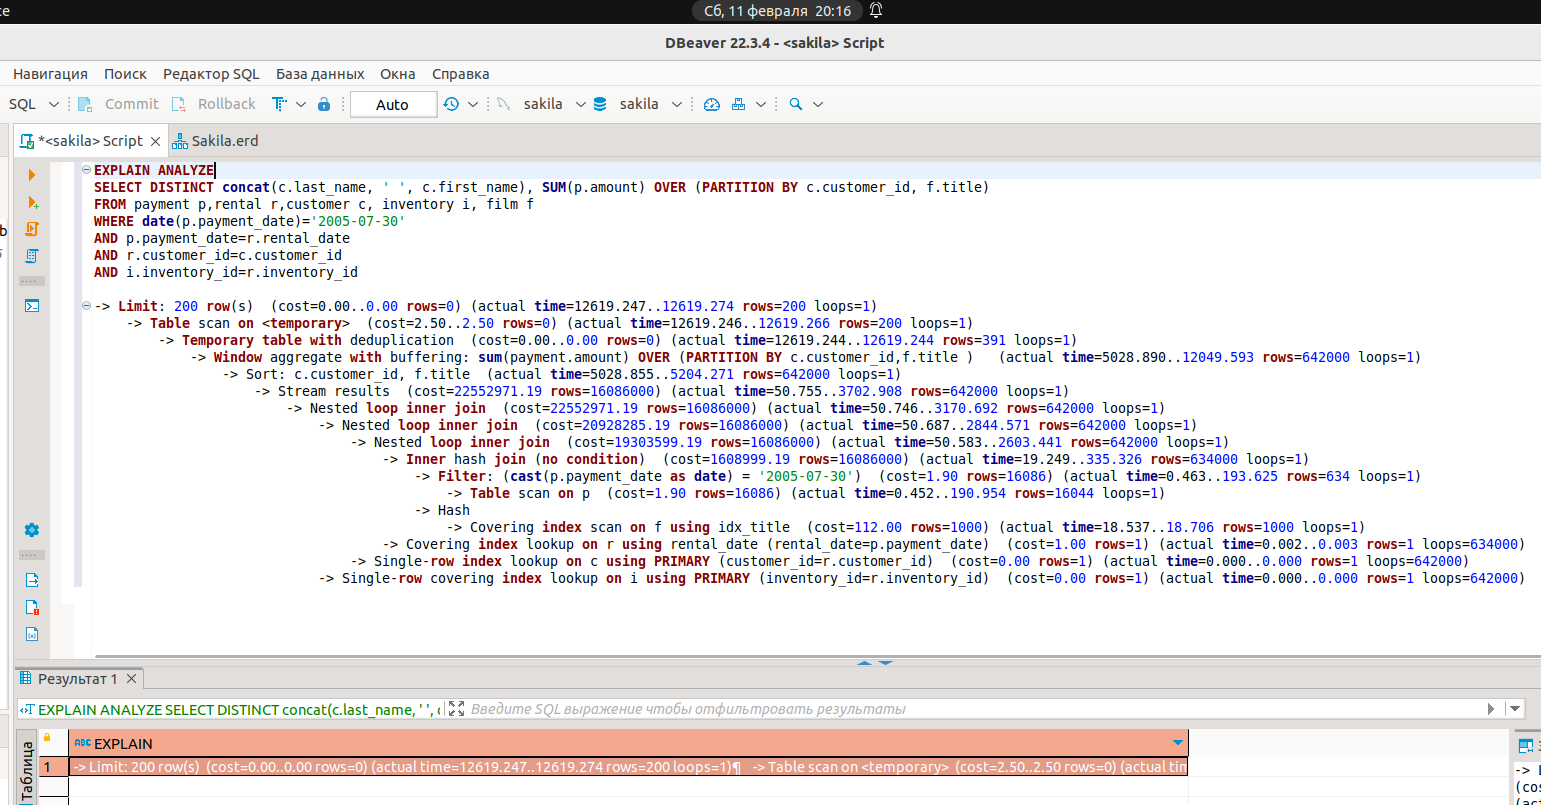 Сб, 11 февраля 20:16
DBeaver 22.3.4 - <sakila> Script
Навигация Поиск Редактор SQL База данных Окна Справка
SQL Commit Rollback Auto sakila sakila
*<sakila> Script Sakila.erd
EXPLAIN ANALYZE
SELECT DISTINCT concat(c.last_name, ' ', c.first_name), SUM(p.amount) OVER (PARTITION BY c.customer_id, f.title)
FROM payment p,rental r,customer c, inventory i, film f
WHERE date(p.payment_date)='2005-07-30'
AND p.payment_date=r.rental_date
AND r.customer_id=c.customer_id
AND i.inventory_id=r.inventory_id
-> Limit: 200 row(s)  (cost=0.00..0.00 rows=0) (actual time=12619.247..12619.274 rows=200 loops=1)
-> Table scan on <temporary>  (cost=2.50..2.50 rows=0) (actual time=12619.246..12619.266 rows=200 loops=1)
-> Temporary table with deduplication  (cost=0.00..0.00 rows=0) (actual time=12619.244..12619.244 rows=391 loops=1)
-> Window aggregate with buffering: sum(payment.amount) OVER (PARTITION BY c.customer_id,f.title )   (actual time=5028.890..12049.593 rows=642000 loops=1)
-> Sort: c.customer_id, f.title  (actual time=5028.855..5204.271 rows=642000 loops=1)
-> Stream results  (cost=22552971.19 rows=16086000) (actual time=50.755..3702.908 rows=642000 loops=1)
-> Nested loop inner join  (cost=22552971.19 rows=16086000) (actual time=50.746..3170.692 rows=642000 loops=1)
-> Nested loop inner join  (cost=20928285.19 rows=16086000) (actual time=50.687..2844.571 rows=642000 loops=1)
-> Nested loop inner join  (cost=19303599.19 rows=16086000) (actual time=50.583..2603.441 rows=642000 loops=1)
-> Inner hash join (no condition)  (cost=1608999.19 rows=16086000) (actual time=19.249..335.326 rows=634000 loops=1)
-> Filter: (cast(p.payment_date as date) = '2005-07-30')  (cost=1.90 rows=16086) (actual time=0.463..193.625 rows=634 loops=1)
-> Table scan on p  (cost=1.90 rows=16086) (actual time=0.452..190.954 rows=16044 loops=1)
-> Hash
-> Covering index scan on f using idx_title  (cost=112.00 rows=1000) (actual time=18.537..18.706 rows=1000 loops=1)
-> Covering index lookup on r using rental_date (rental_date=p.payment_date)  (cost=1.00 rows=1) (actual time=0.002..0.003 rows=1 loops=634000)
-> Single-row index lookup on c using PRIMARY (customer_id=r.customer_id)  (cost=0.00 rows=1) (actual time=0.000..0.000 rows=1 loops=642000)
-> Single-row covering index lookup on i using PRIMARY (inventory_id=r.inventory_id)  (cost=0.00 rows=1) (actual time=0.000..0.000 rows=1 loops=642000)
Результат 1
EXPLAIN ANALYZE SELECT DISTINCT concat(c.last_name, ' ', c Введите SQL выражение чтобы отфильтровать результаты
Таблица
ABC EXPLAIN
1 -> Limit: 200 row(s)  (cost=0.00..0.00 rows=0) (actual time=12619.247..12619.274 rows=200 loops=1)¶   -> Table scan on <temporary>  (cost=2.50..2.50 rows=0) (actual tim